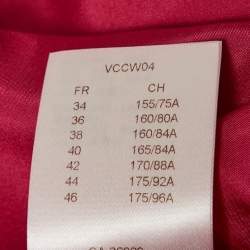 VCCW04
FR CH
34 155/75A
36 160/80A
38 160/84A
40 165/84A
42 170/88A
44 175/92A
46 175/96A